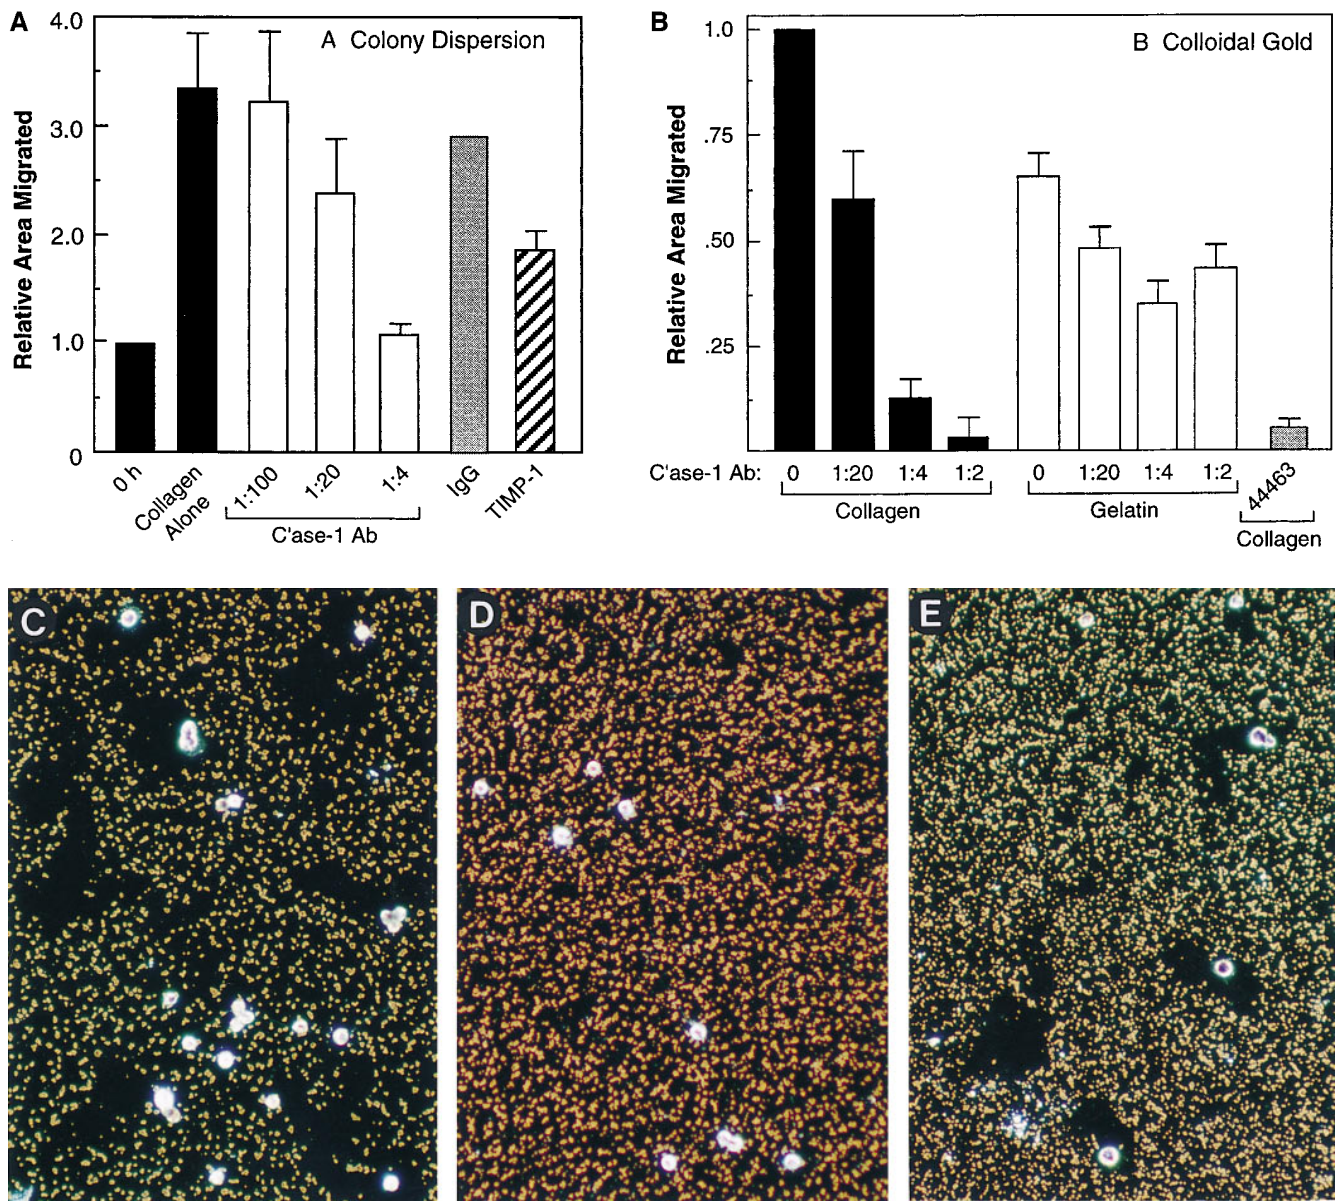 A
A Colony Dispersion
4.0
3.0
2.0
1.0
0
Relative Area Migrated
0 h
Collagen Alone
1:100
1:20
1:4
IgG
TIMP-1
C'ase-1 Ab
B
B Colloidal Gold
1.0
.75
.50
.25
Relative Area Migrated
C'ase-1 Ab: 0 1:20 1:4 1:2 0 1:20 1:4 1:2 44463
Collagen
Gelatin
Collagen
C
D
E